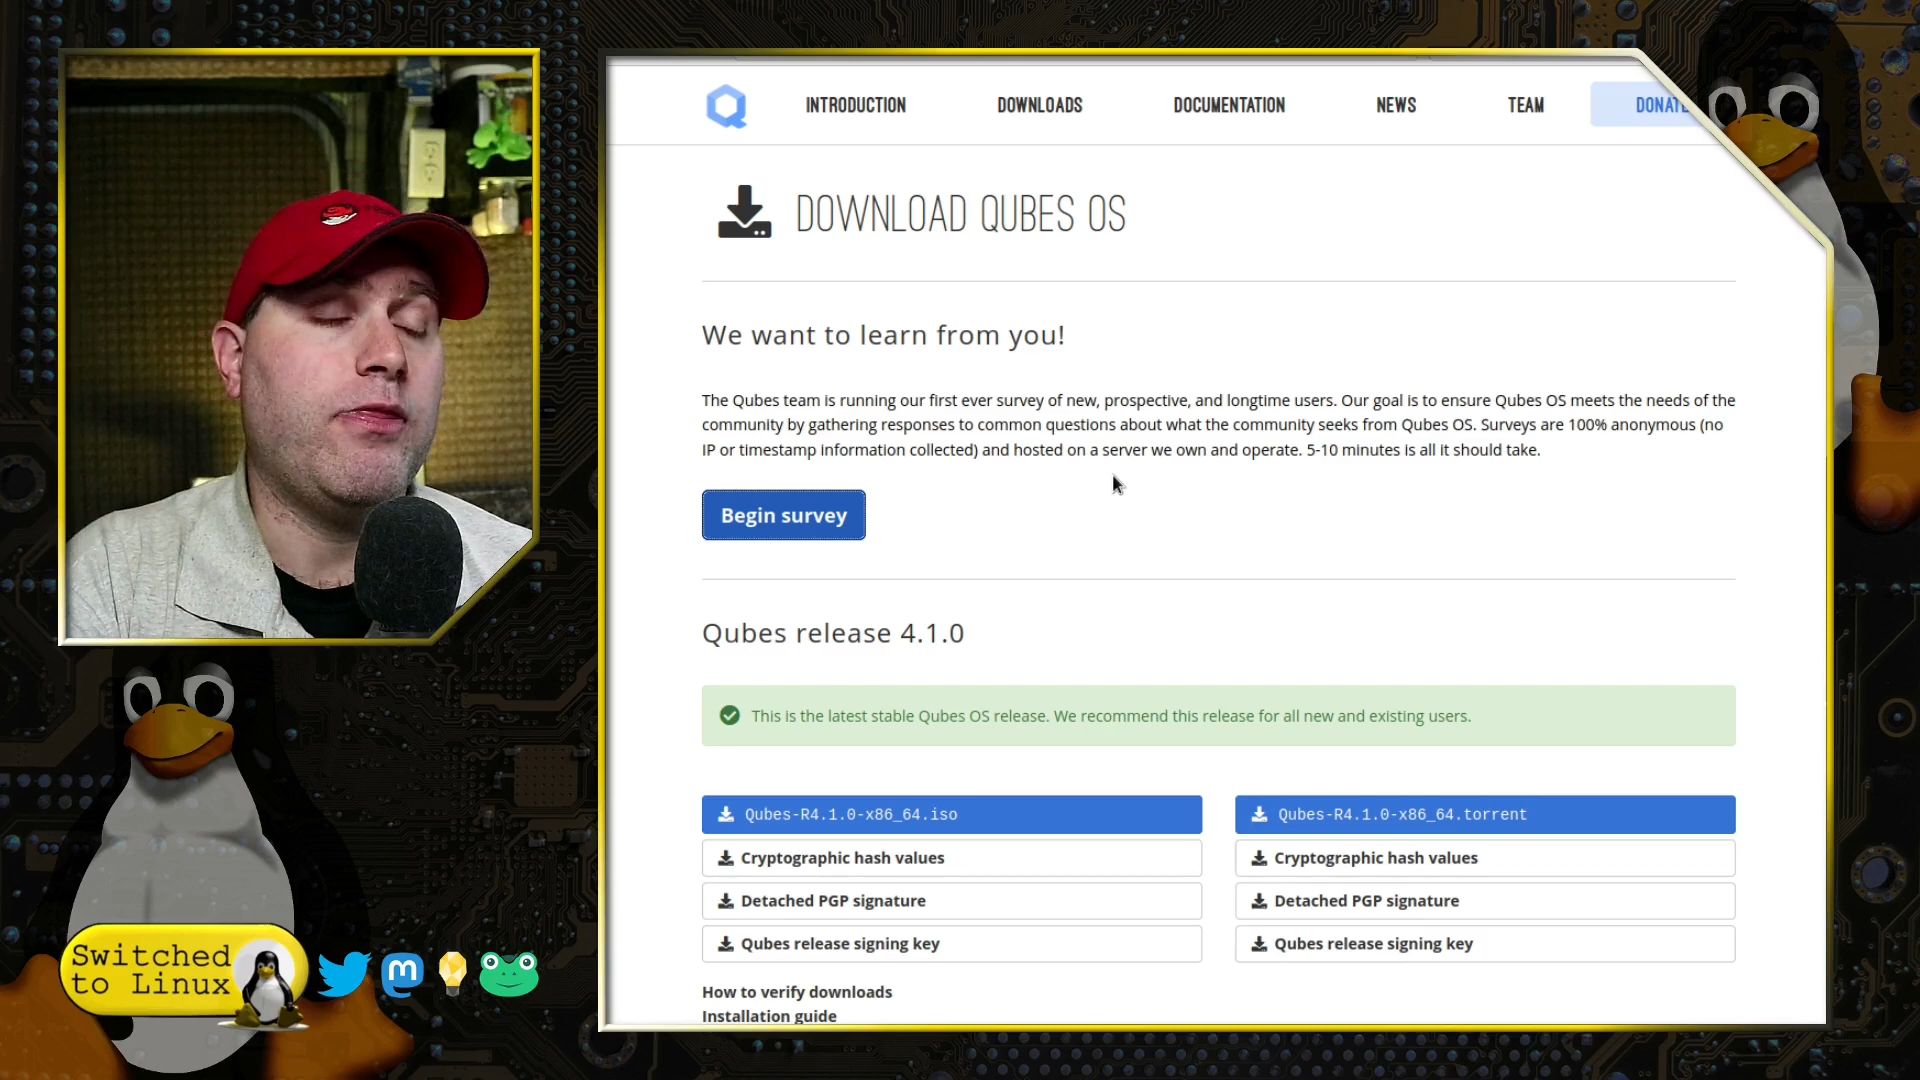 INTRODUCTION DOWNLOADS DOCUMENTATION NEWS TEAM DONATE
DOWNLOAD QUBES OS
We want to learn from you!
The Qubes team is running our first ever survey of new, prospective, and longtime users. Our goal is to ensure Qubes OS meets the needs of the
community by gathering responses to common questions about what the community seeks from Qubes OS. Surveys are 100% anonymous (no
IP or timestamp information collected) and hosted on a server we own and operate. 5-10 minutes is all it should take.
Begin survey
Qubes release 4.1.0
This is the latest stable Qubes OS release. We recommend this release for all new and existing users.
Qubes-R4.1.0-x86_64.iso
Cryptographic hash values
Detached PGP signature
Qubes release signing key
Qubes-R4.1.0-x86_64.torrent
Cryptographic hash values
Detached PGP signature
Qubes release signing key
How to verify downloads
Installation guide
Switched
to Linux